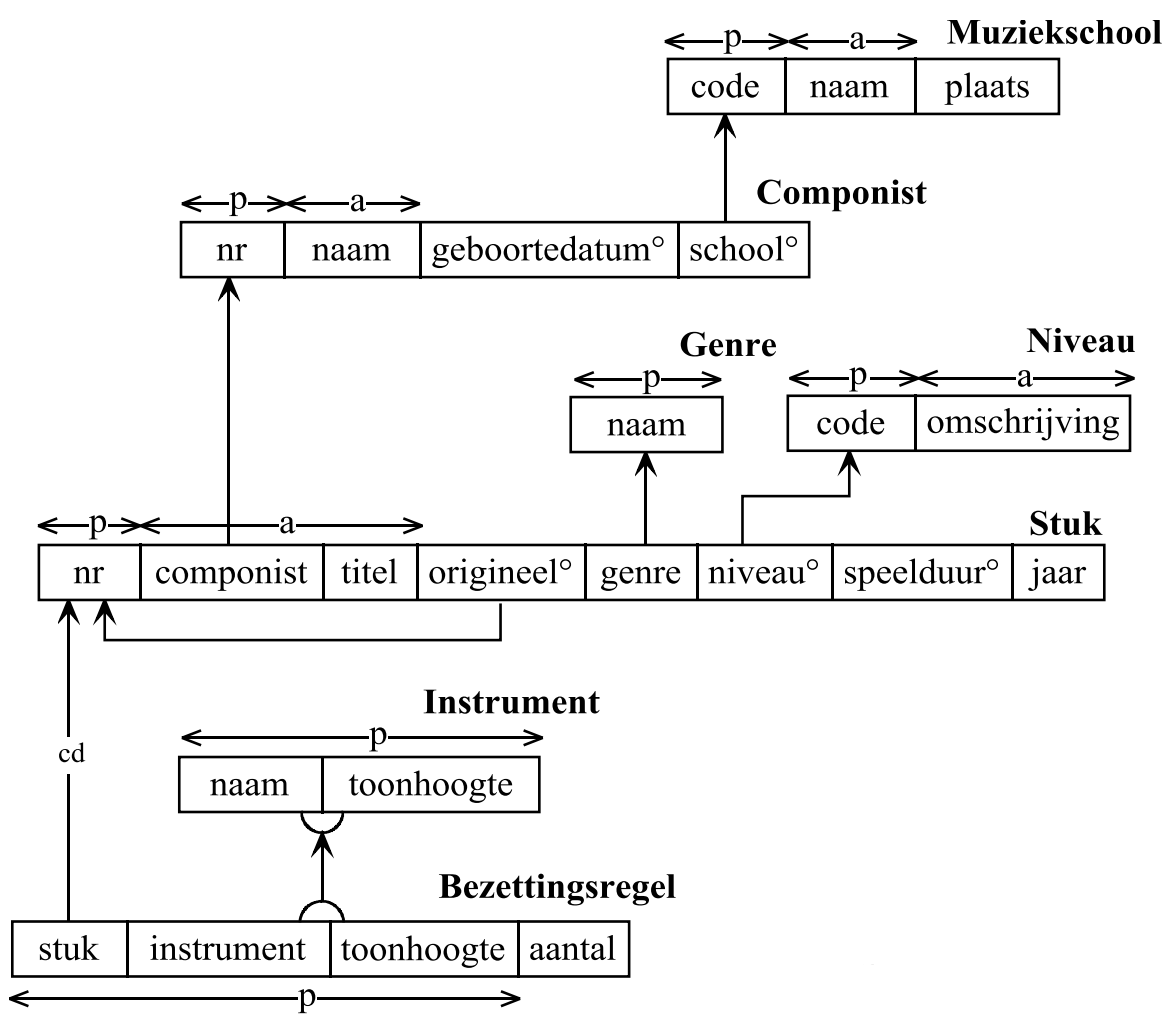 Muziekschool
p a
code naam plaats
Componist
p a
nr naam geboortedatum° school°
Genre
Niveau
p
p a
naam
code omschrijving
Stuk
p a
nr componist titel origineel° genre niveau° speelduur° jaar
Instrument
p
cd
naam toonhoogte
Bezettingsregel
stuk instrument toonhoogte aantal
p